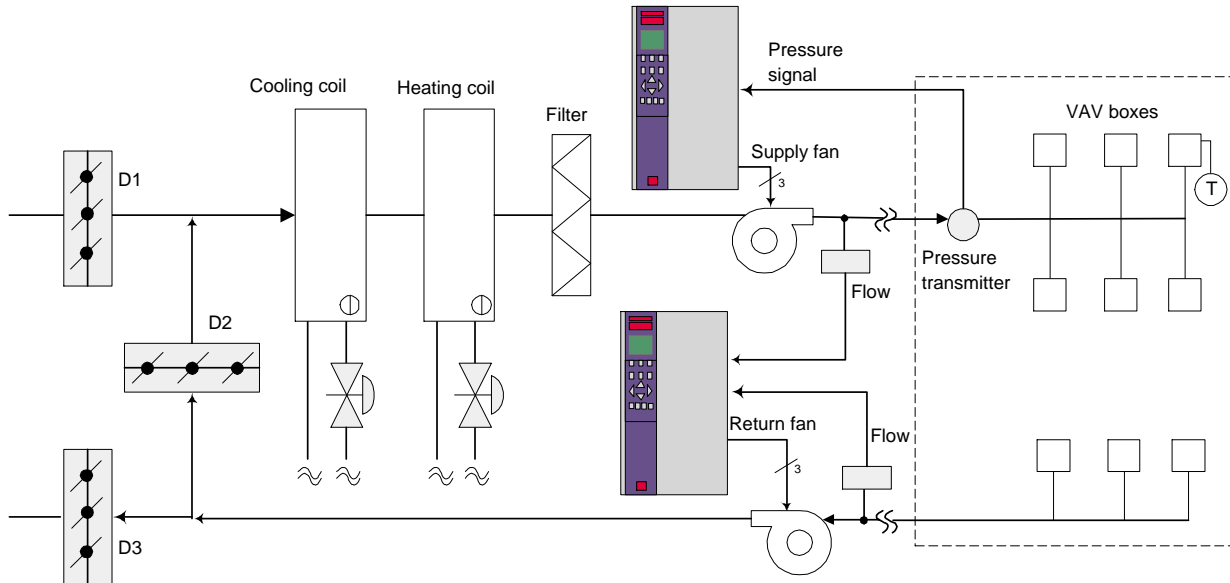 Pressure
signal
Cooling coil
Heating coil
Filter
VAV boxes
Supply fan
3
D1
T
Pressure
transmitter
Flow
D2
Return fan
Flow
3
D3